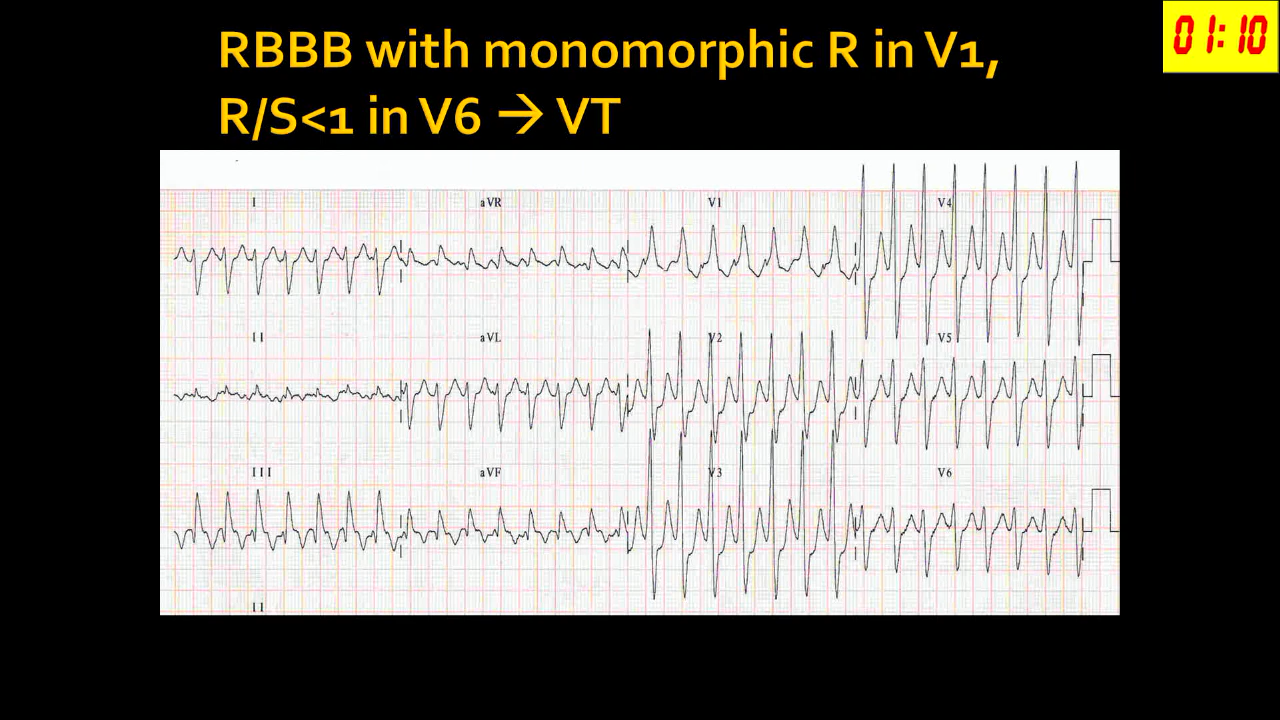 RBBB with monomorphic R in V1,
R/S<1 in V6 → VT
01:10
I aVR V1 V4
II aVL V2 V5
III aVF V3 V6
II